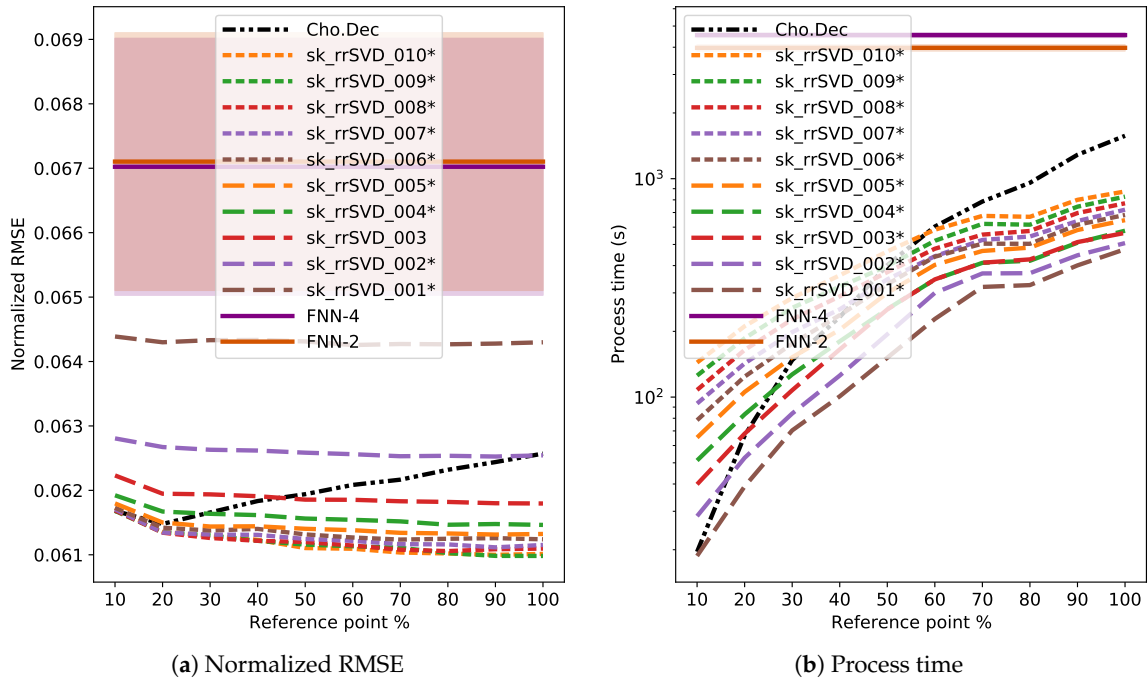 0.069
0.068
0.067
0.066
0.065
0.064
0.063
0.062
0.061
Normalized RMSE
10 20 30 40 50 60 70 80 90 100
Reference point %
Cho.Dec
sk_rrSVD_010*
sk_rrSVD_009*
sk_rrSVD_008*
sk_rrSVD_007*
sk_rrSVD_006*
sk_rrSVD_005*
sk_rrSVD_004*
sk_rrSVD_003
sk_rrSVD_002*
sk_rrSVD_001*
FNN-4
FNN-2
(a) Normalized RMSE
10³
10²
Process time (s)
10 20 30 40 50 60 70 80 90 100
Reference point %
Cho.Dec
sk_rrSVD_010*
sk_rrSVD_009*
sk_rrSVD_008*
sk_rrSVD_007*
sk_rrSVD_006*
sk_rrSVD_005*
sk_rrSVD_004*
sk_rrSVD_003*
sk_rrSVD_002*
sk_rrSVD_001*
FNN-4
FNN-2
(b) Process time